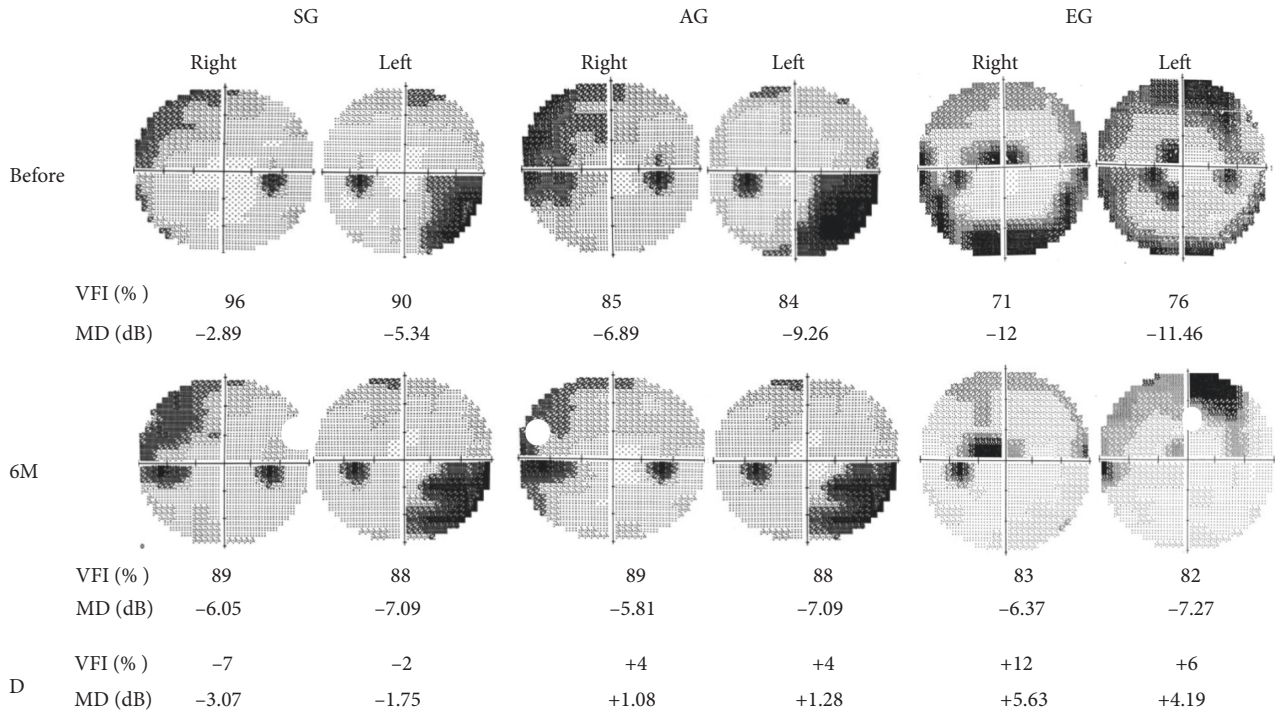 SG AG EG
Right Left Right Left Right Left
Before
VFI (% ) 96 90 85 84 71 76
MD (dB) –2.89 –5.34 –6.89 –9.26 –12 –11.46
6M
VFI (% ) 89 88 89 88 83 82
MD (dB) –6.05 –7.09 –5.81 –7.09 –6.37 –7.27
VFI (% ) –7 –2 +4 +4 +12 +6
D
MD (dB) –3.07 –1.75 +1.08 +1.28 +5.63 +4.19